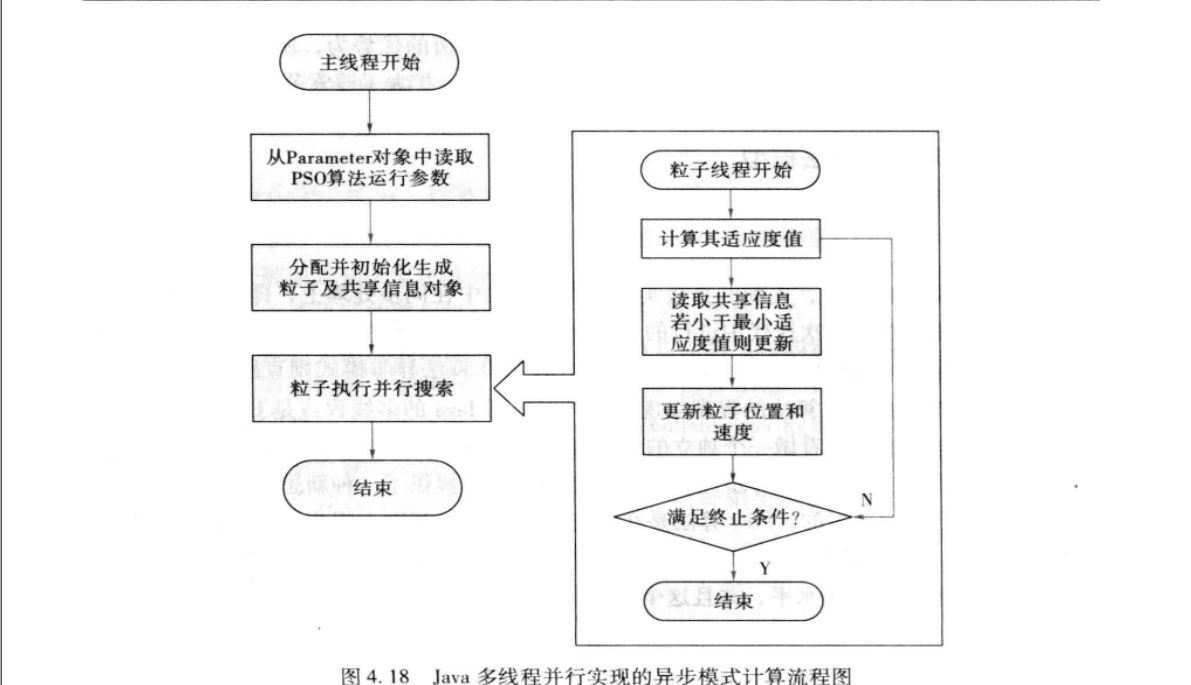 主线程开始
从Parameter对象中读取
PSO算法运行参数
分配并初始化生成
粒子及共享信息对象
粒子执行并行搜索
结束
粒子线程开始
计算其适应度值
读取共享信息
若小于最小适
应度值则更新
更新粒子位置和
速度
满足终止条件?
N
Y
结束
图 4.18 Java 多线程并行实现的异步模式计算流程图